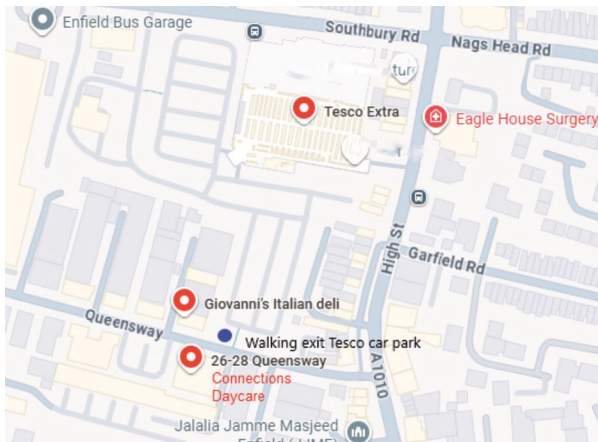 Enfield Bus Garage
Southbury Rd
Nags Head Rd
tur
Tesco Extra
Eagle House Surgery
High St
Garfield Rd
Giovanni's Italian deli
Queensway
Walking exit Tesco car park
26-28 Queensway
Connections
Daycare
A1010
Jalalia Jamme Masjeed